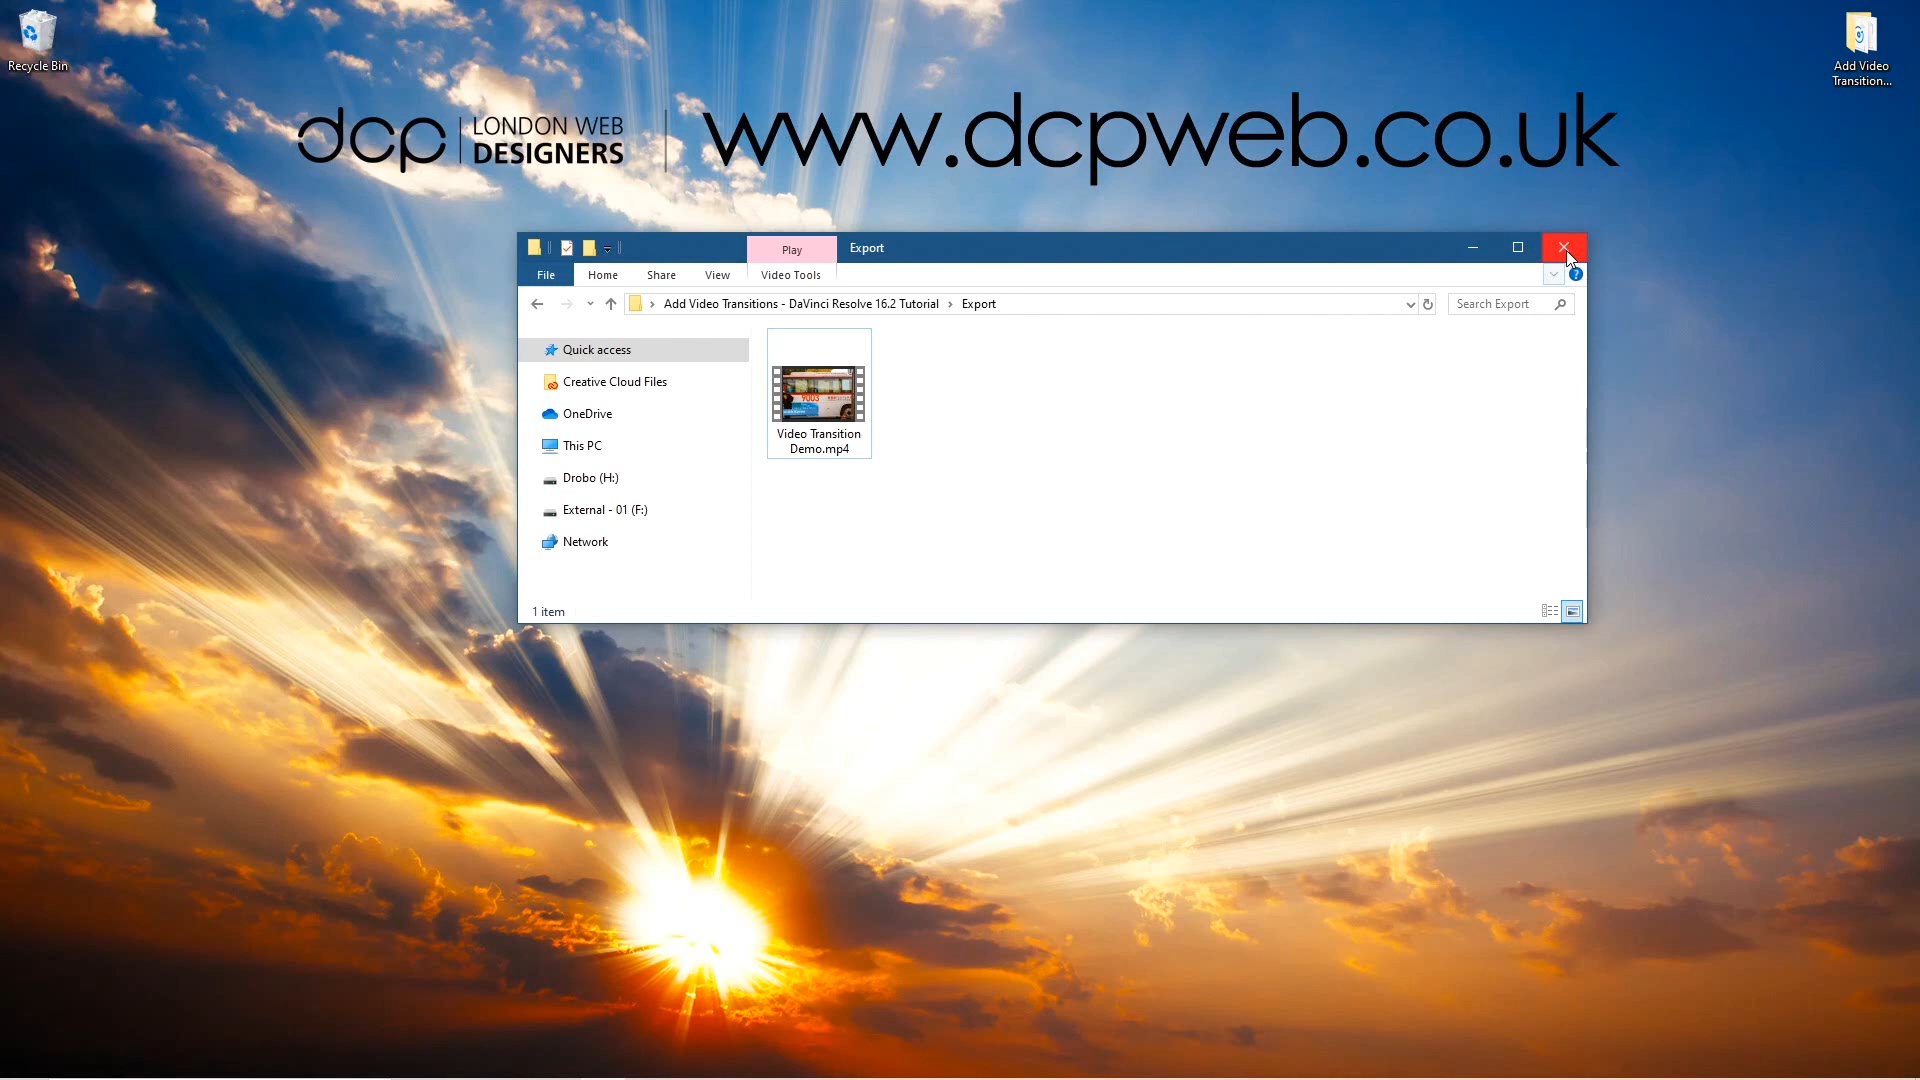 Recycle Bin
Add Video
Transition...
dcp
LONDON WEB
DESIGNERS
www.dcpweb.co.uk
Play
Export
File
Home
Share
View
Video Tools
Add Video Transitions - DaVinci Resolve 16.2 Tutorial
Export
Search Export
Quick access
Creative Cloud Files
OneDrive
This PC
Drobo (H:)
External - 01 (F:)
Network
9003
Video Transition
Demo.mp4
1 item